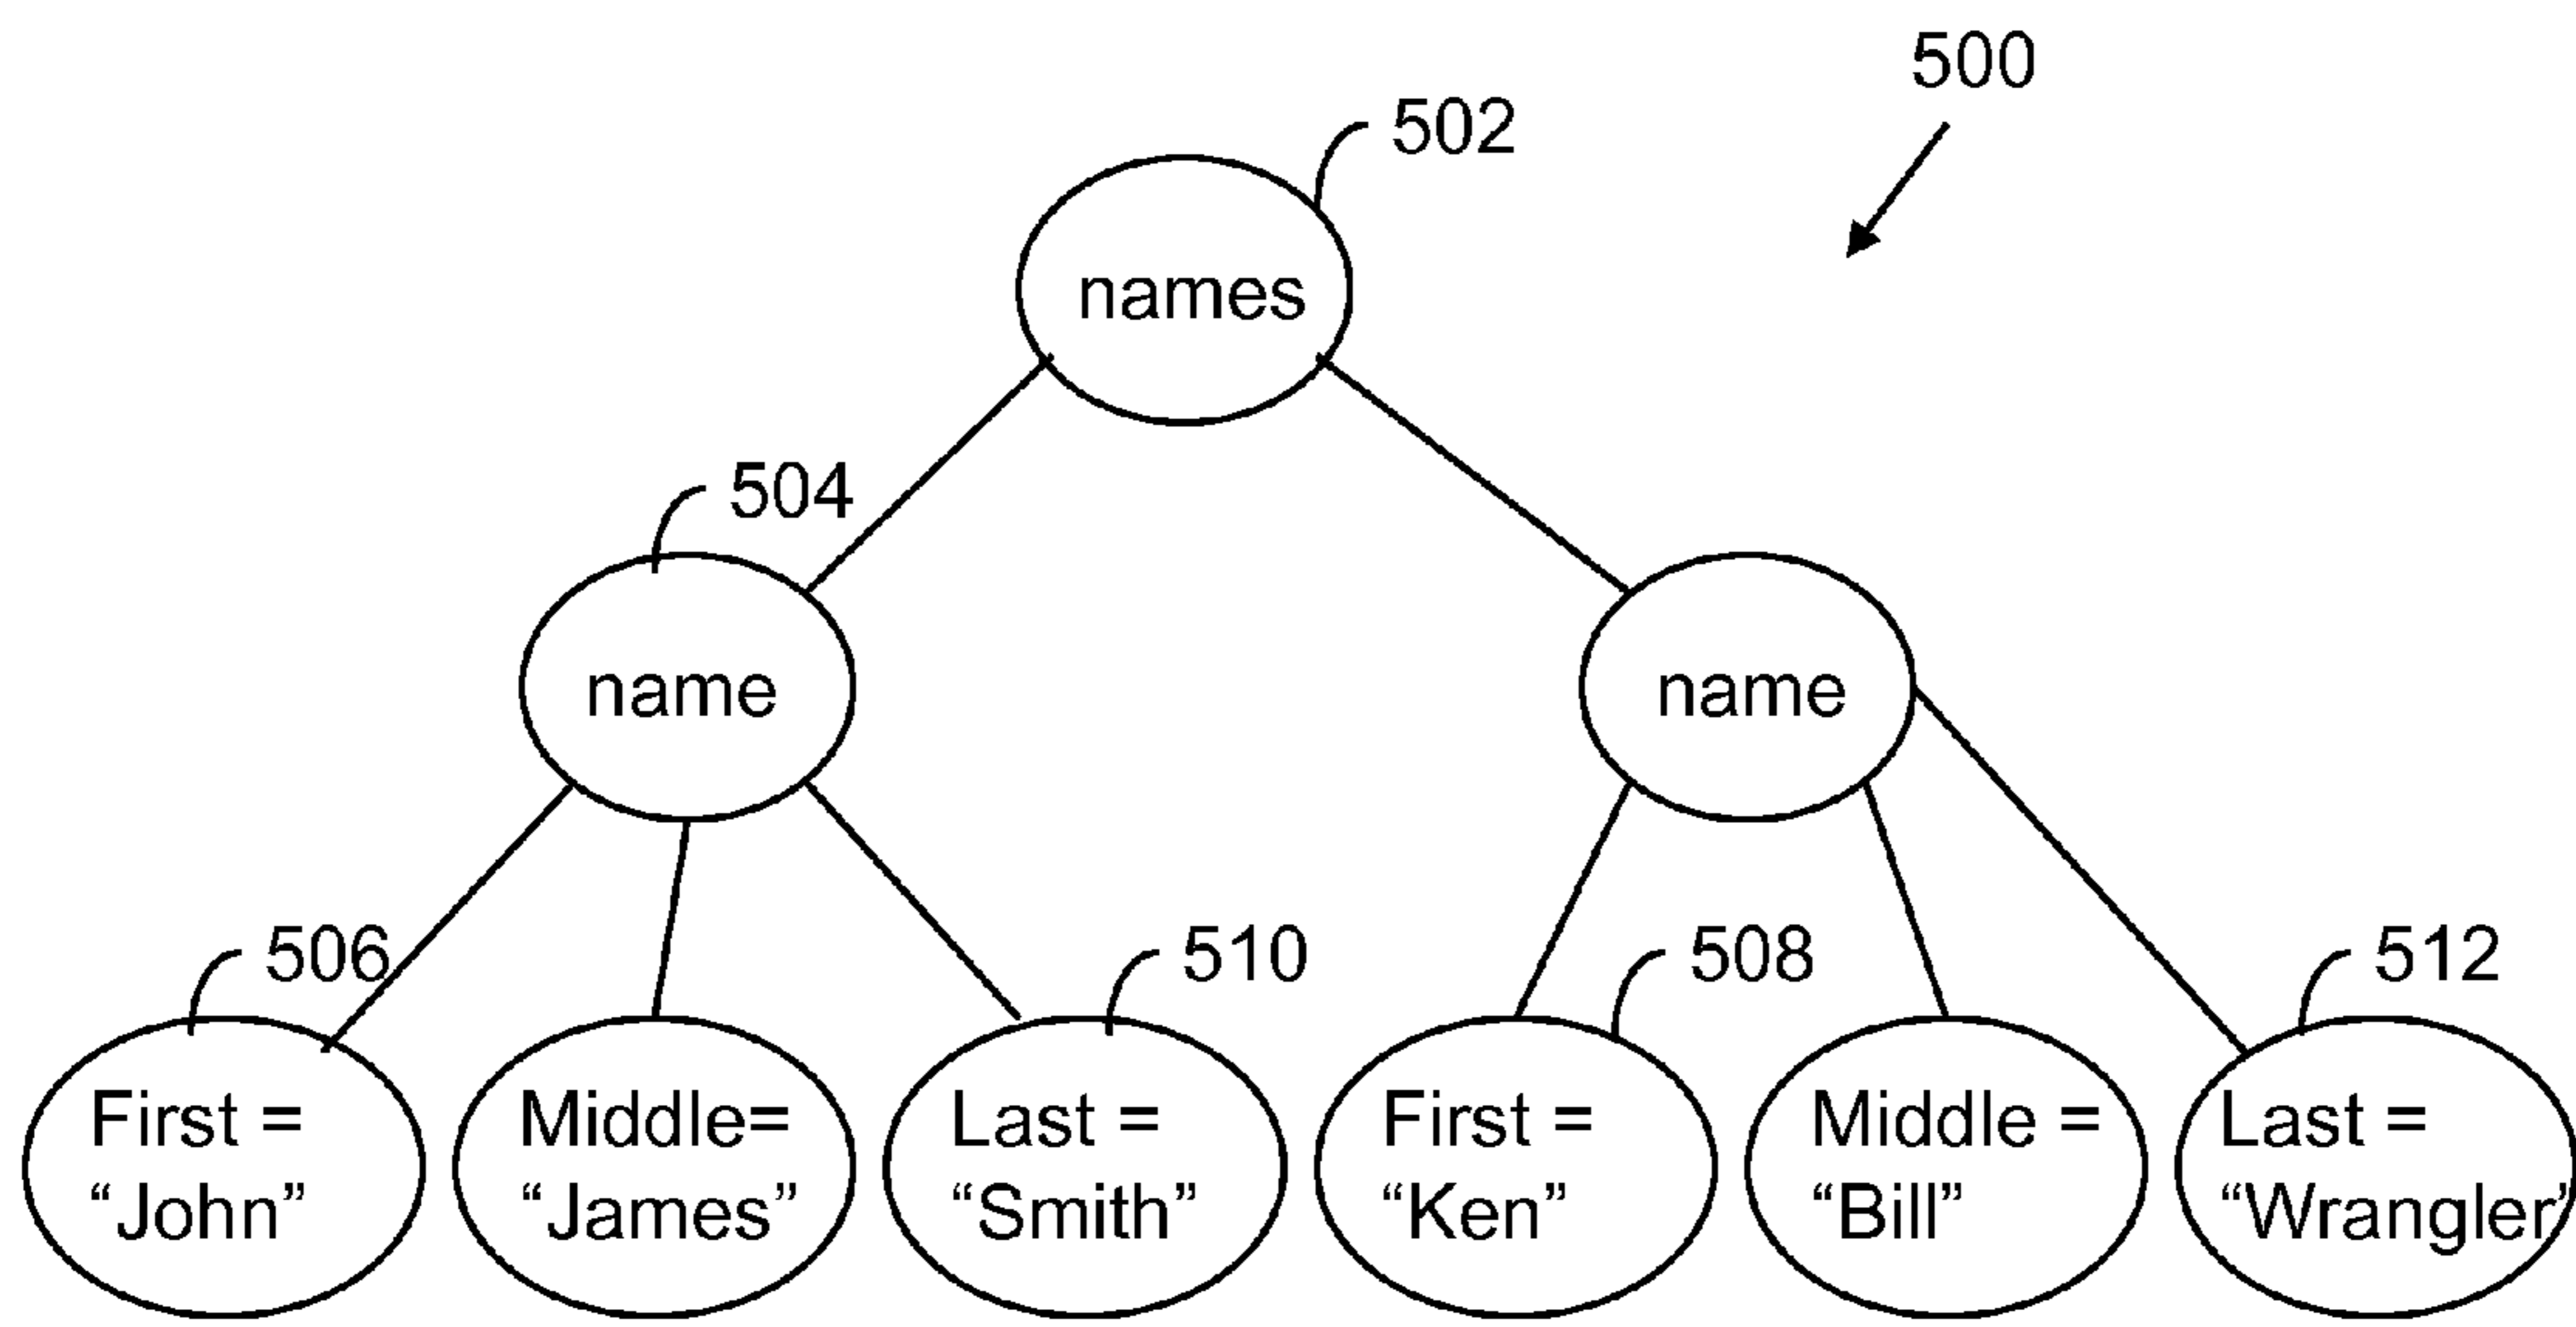 500
502
names
504
name
name
506
510
508
512
First =
“John”
Middle=
“James”
Last =
“Smith”
First =
“Ken”
Middle =
“Bill”
Last =
“Wrangler”